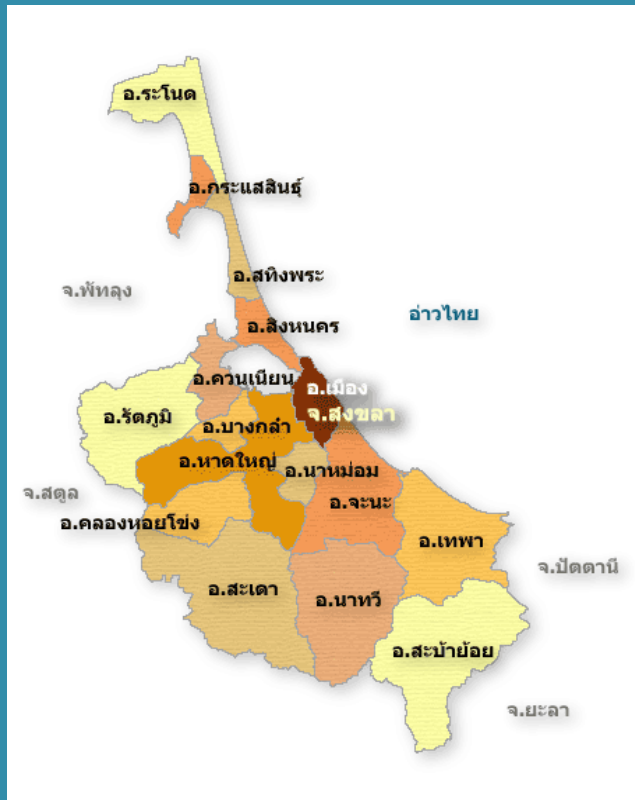 อ.ระโนด
อ.กระแสสินธุ์
อ.สทิงพระ
จ.พัทลุง
อ่าวไทย
อ.สิงหนคร
อ.ควนเนียน
อ.เมือง
จ.สงขลา
อ.รัตภูมิ
อ.บางกล่ำ
อ.หาดใหญ่
อ.นาหม่อม
จ.สตูล
อ.จะนะ
อ.คลองหอยโข่ง
อ.เทพา
จ.ปัตตานี
อ.สะเดา
อ.นาทวี
อ.สะบ้าย้อย
จ.ยะลา